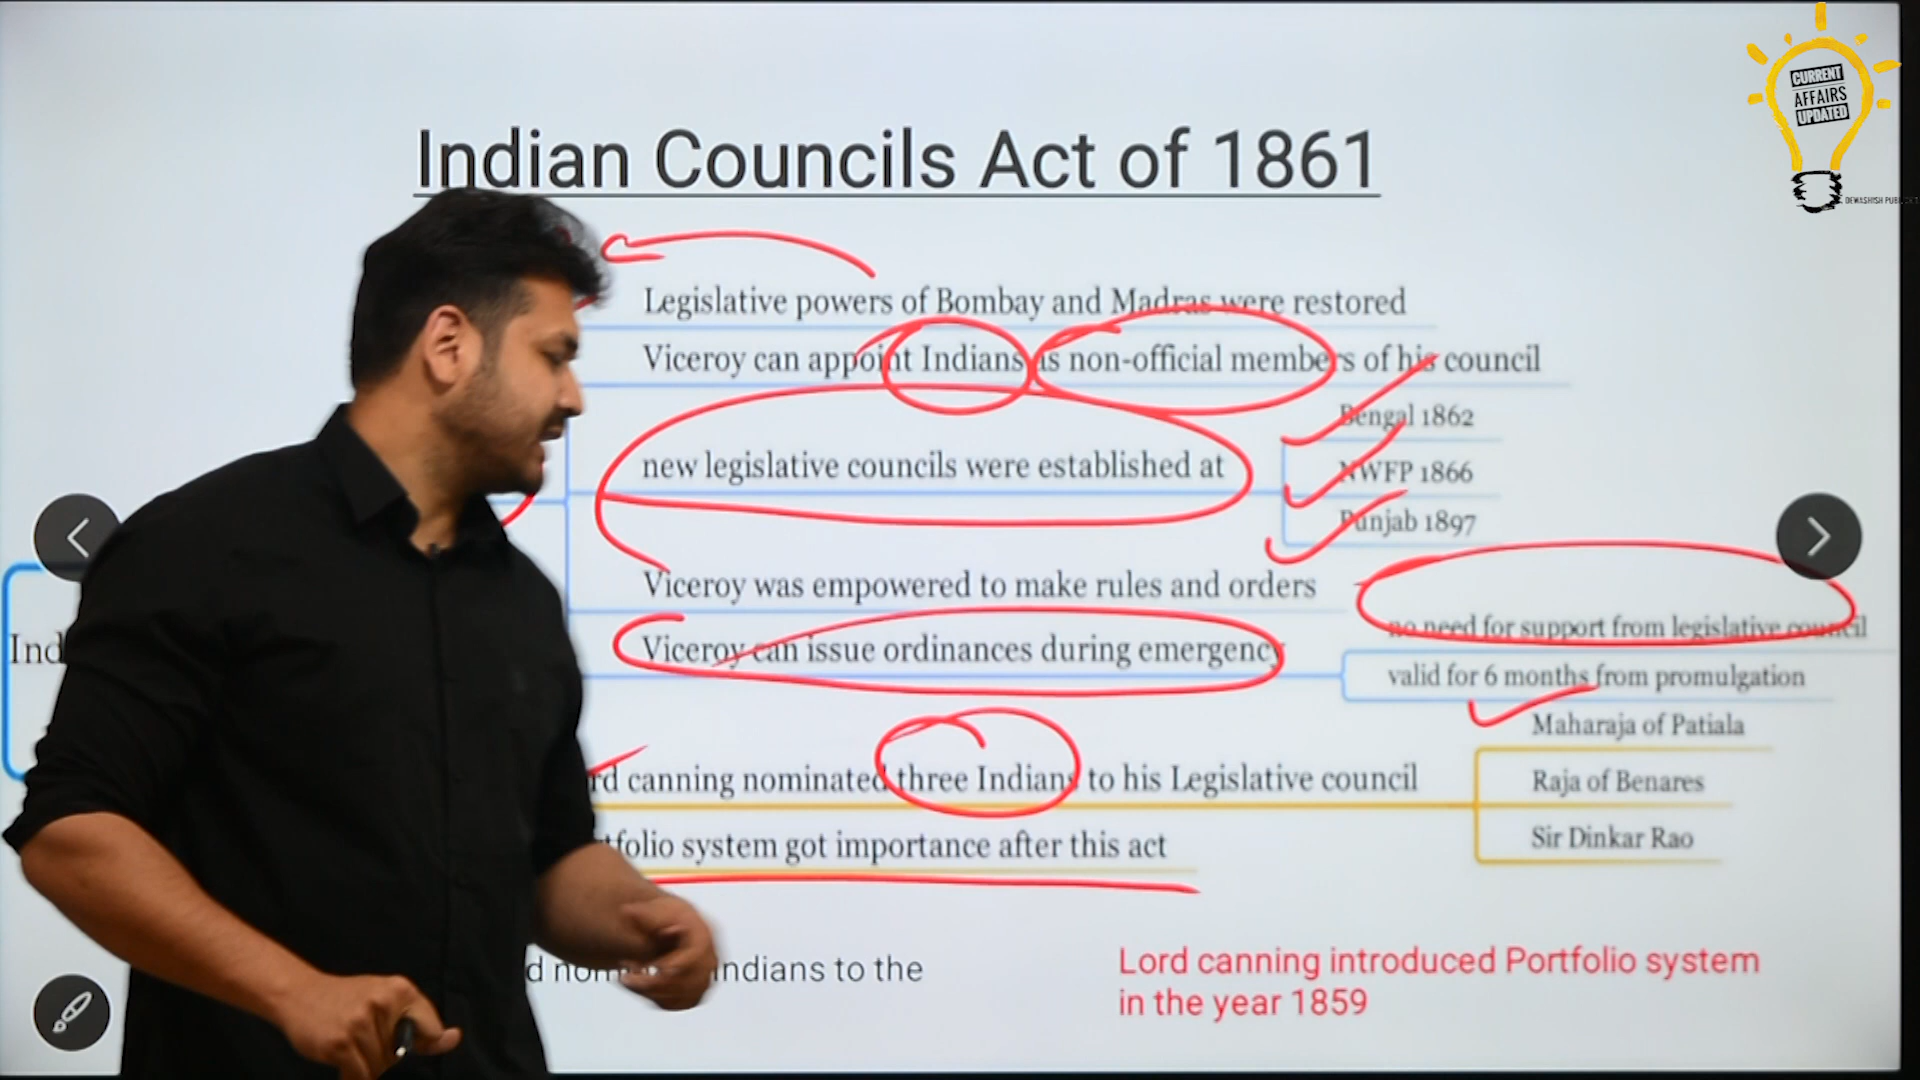 CURRENT
AFFAIRS
UPDATED
Indian Councils Act of 1861
Legislative powers of Bombay and Madras were restored
Viceroy can appoint Indians as non-official members of his council
Bengal 1862
new legislative councils were established at
NWFP 1866
Punjab 1897
Viceroy was empowered to make rules and orders
no need for support from legislative council
Ind
Viceroy can issue ordinances during emergency
valid for 6 months from promulgation
Maharaja of Patiala
rd canning nominated three Indians to his Legislative council
Raja of Benares
tfolio system got importance after this act
Sir Dinkar Rao
Indians to the
Lord canning introduced Portfolio system
in the year 1859